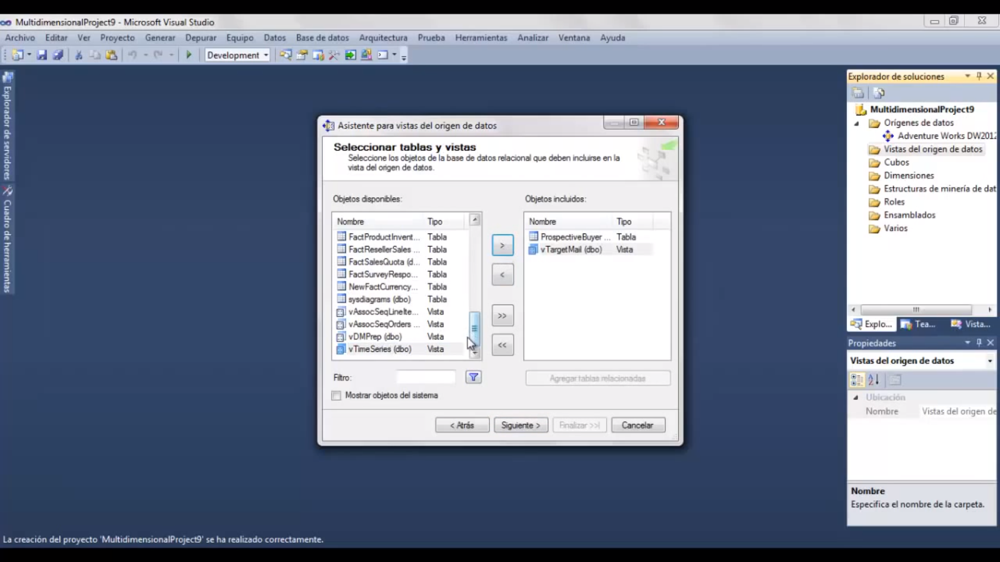 MultidimensionalProject9 - Microsoft Visual Studio
Archivo Editar Ver Proyecto Generar Depurar Equipo Datos Base de datos Arquitectura Prueba Herramientas Analizar Ventana Ayuda
Development
Explorador de servidores
Cuadro de herramientas
Asistente para vistas del origen de datos
Seleccionar tablas y vistas
Seleccione los objetos de la base de datos relacional que deben incluirse en la
vista del origen de datos.
Objetos disponibles:
Nombre Tipo
FactProductInvent... Tabla
FactResellerSales ... Tabla
FactSalesQuota (d... Tabla
FactSurveyRespo... Tabla
NewFactCurrency... Tabla
sysdiagrams (dbo) Tabla
vAssocSeqLineIte... Vista
vAssocSeqOrders ... Vista
vDMPrep (dbo) Vista
vTimeSeries (dbo) Vista
>
<
>>
<<
Objetos incluidos:
Nombre Tipo
ProspectiveBuyer ... Tabla
vTargetMail (dbo) Vista
Filtro:
Agregar tablas relacionadas
Mostrar objetos del sistema
< Atrás Siguiente > Finalizar >>| Cancelar
Explorador de soluciones
MultidimensionalProject9
Orígenes de datos
Adventure Works DW2012
Vistas del origen de datos
Cubos
Dimensiones
Estructuras de minería de dat
Roles
Ensamblados
Varios
Explo... Tea... Vista...
Propiedades
Vistas del origen de datos
Ubicación
Nombre Vistas del origen de
Nombre
Especifica el nombre de la carpeta.
La creación del proyecto 'MultidimensionalProject9' se ha realizado correctamente.